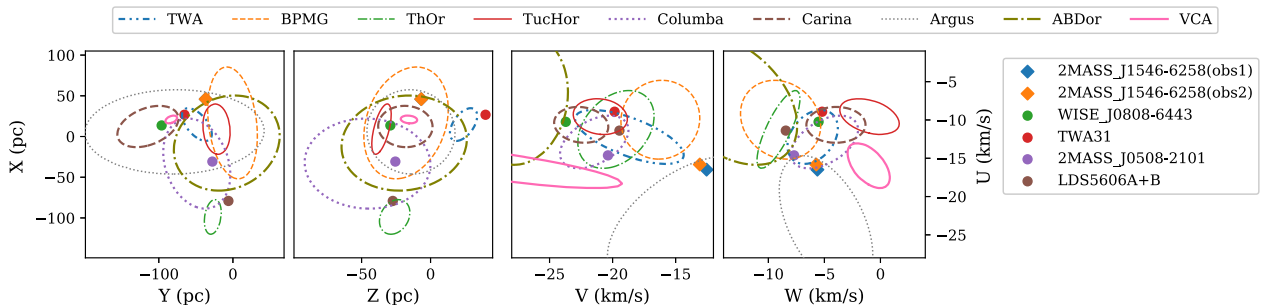 TWA BPMG ThOr TucHor Columba Carina Argus ABDor VCA
100
50
0
−50
−100
X (pc)
−100 0
Y (pc)
−100 0
Z (pc)
−25 −20 −15
V (km/s)
−10 −5 0
W (km/s)
−5
−10
−15
−20
−25
U (km/s)
2MASS_J1546-6258(obs1)
2MASS_J1546-6258(obs2)
WISE_J0808-6443
TWA31
2MASS_J0508-2101
LDS5606A+B